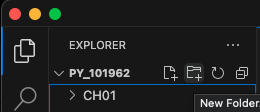 EXPLORER
PY_101962
CH01
New Folder